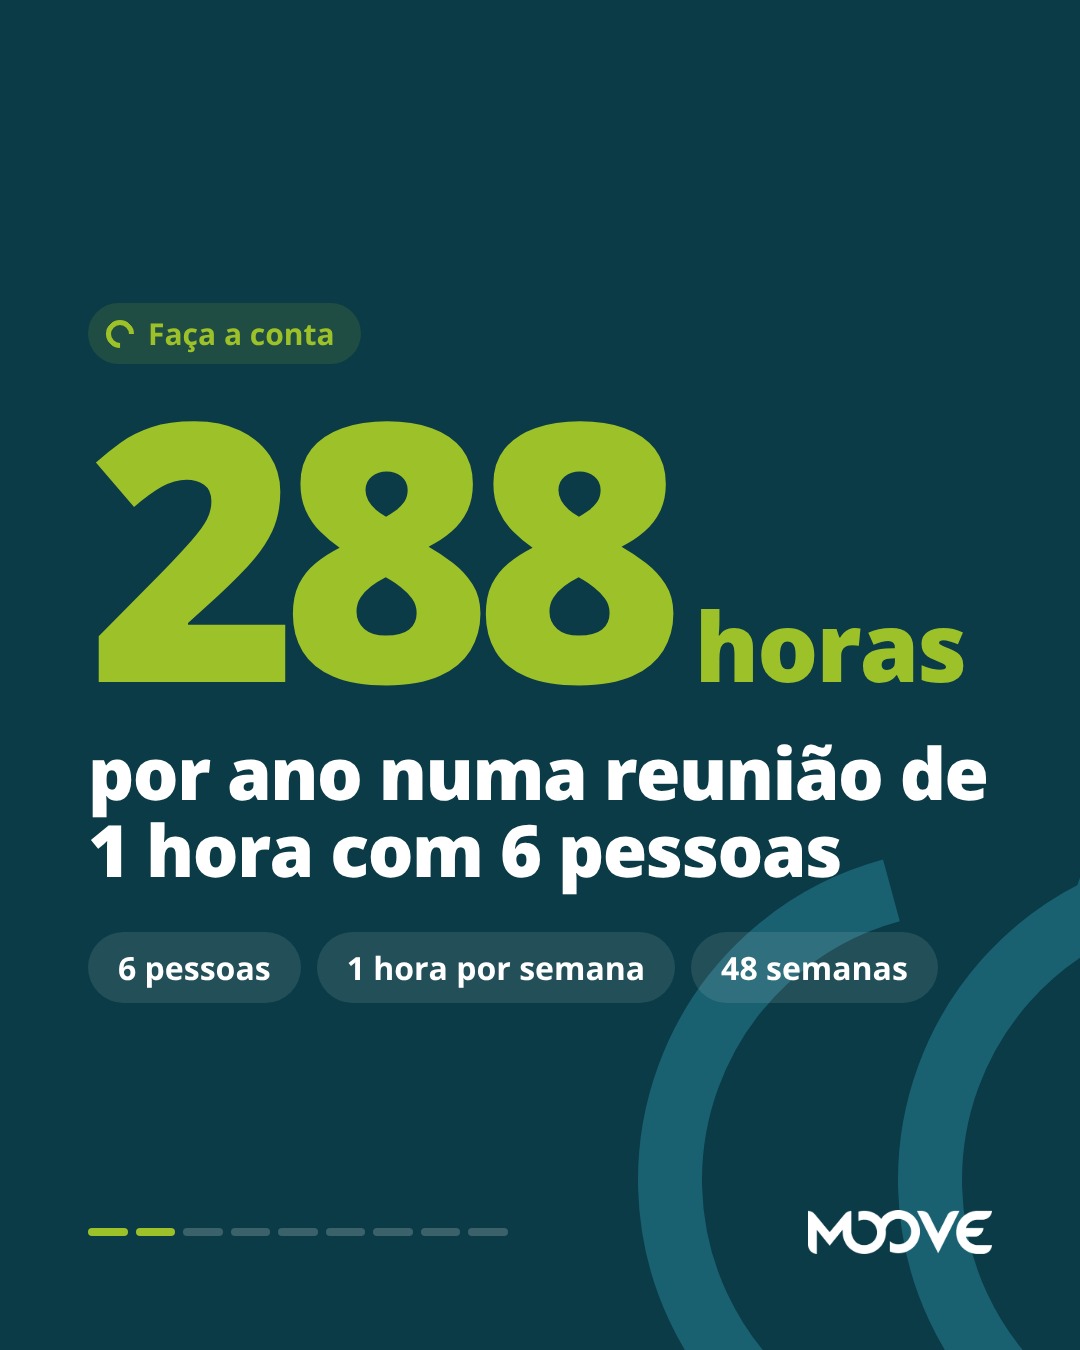 Faça a conta
288 horas
por ano numa reunião de
1 hora com 6 pessoas
6 pessoas
1 hora por semana
48 semanas
MOOVE